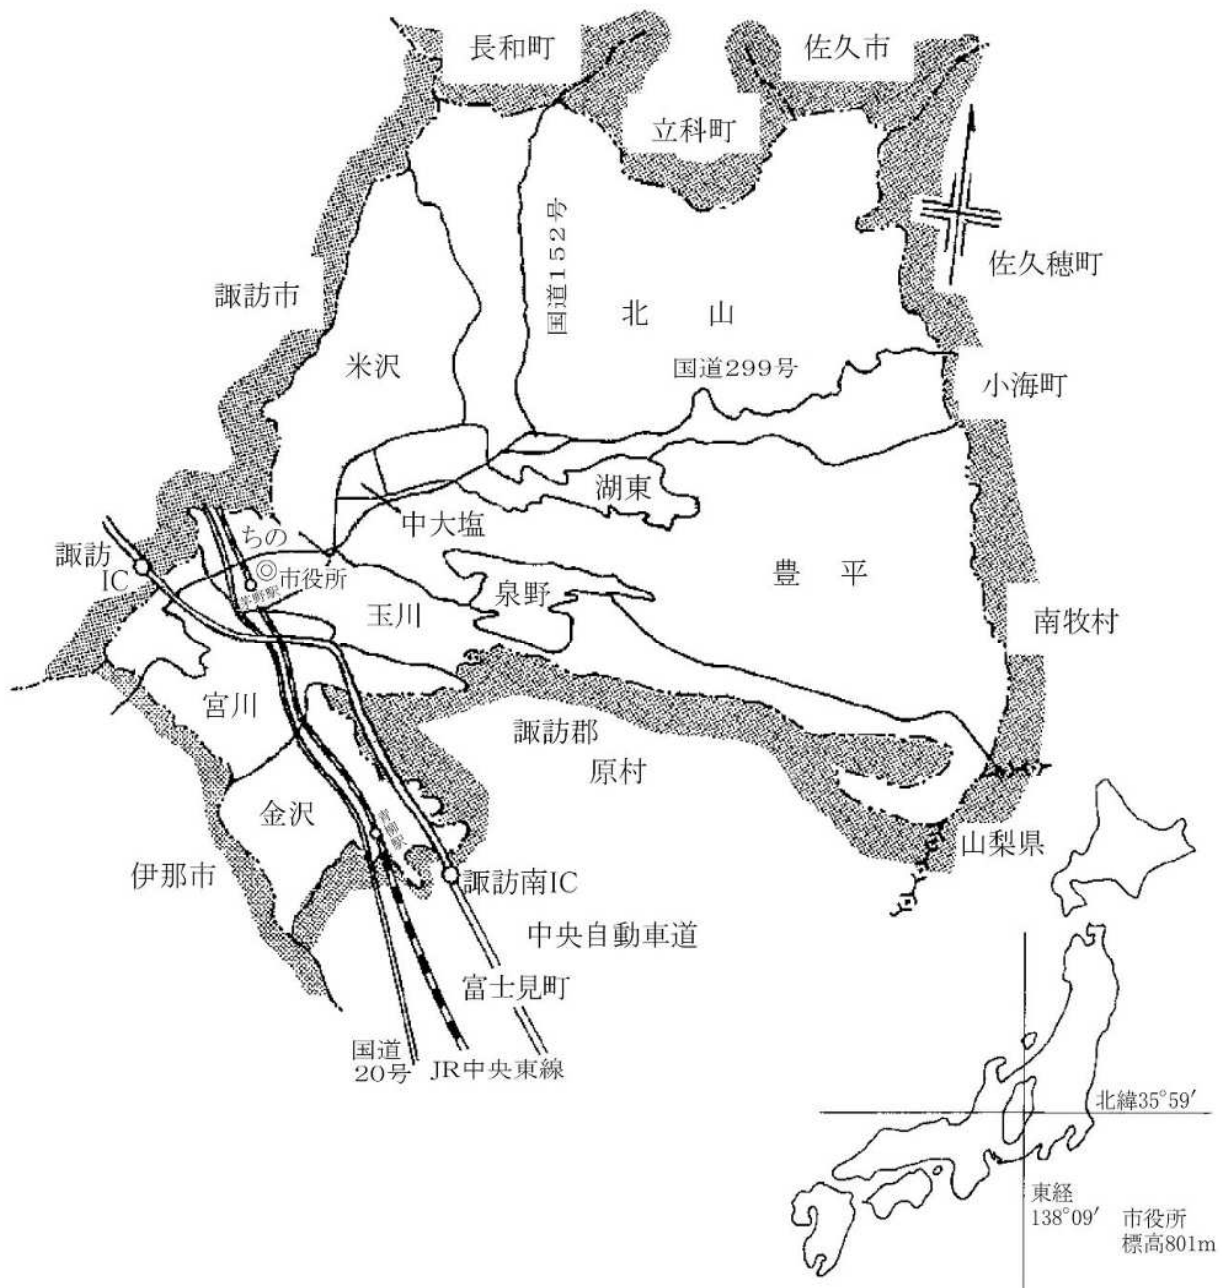 長和町
佐久市
立科町
佐久穂町
諏訪市
国道152号
北 山
米沢
国道299号
小海町
湖東
中大塩
ちの
諏訪
IC
市役所
茅野駅
泉野
豊 平
玉川
南牧村
宮川
諏訪郡
原村
金沢
青柳駅
山梨県
伊那市
諏訪南IC
中央自動車道
富士見町
国道
20号
JR中央東線
北緯35°59′
東経
138°09′
市役所
標高801m